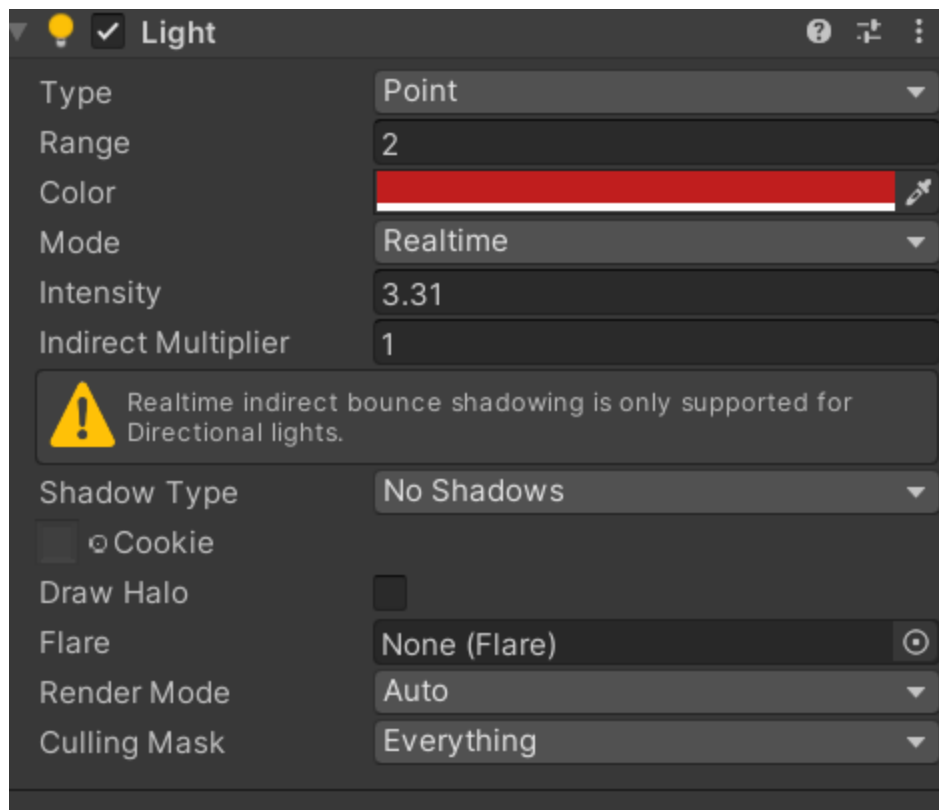 Light
Type Point
Range 2
Color
Mode Realtime
Intensity 3.31
Indirect Multiplier 1
Realtime indirect bounce shadowing is only supported for
Directional lights.
Shadow Type No Shadows
Cookie
Draw Halo
Flare None (Flare)
Render Mode Auto
Culling Mask Everything